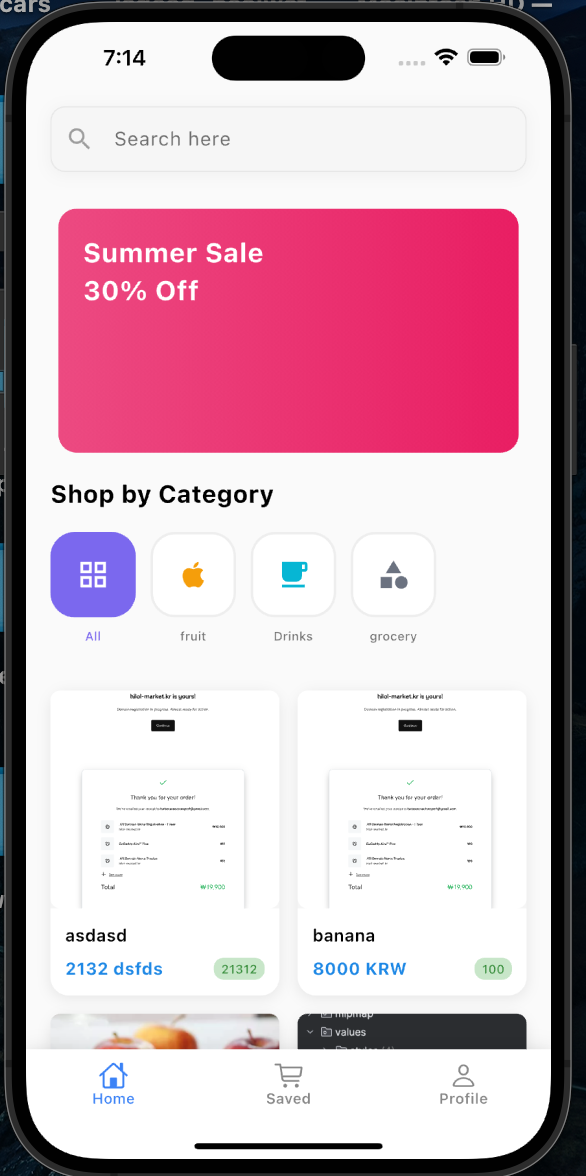 cars
7:14
Search here
Summer Sale
30% Off
Shop by Category
All
fruit
Drinks
grocery
hilol-market.kr is yours!
Continue
Thank you for your order!
Total ₩19,900
hilol-market.kr is yours!
Continue
Thank you for your order!
Total ₩19,900
asdasd
2132 dsfds
21312
banana
8000 KRW
100
mipmap
values
Home
Saved
Profile